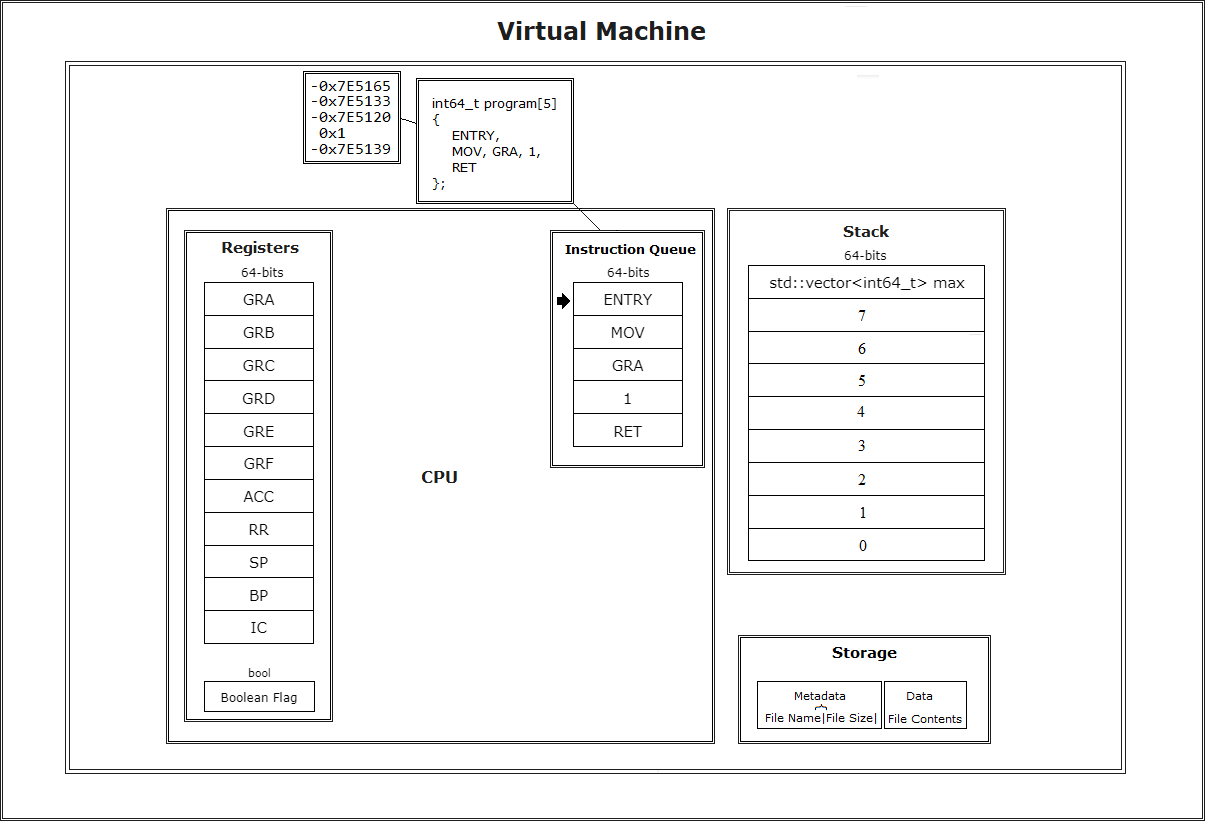 Virtual Machine
-0x7E5165
-0x7E5133
-0x7E5120
0x1
-0x7E5139
int64_t program[5]
{
ENTRY,
MOV, GRA, 1,
RET
};
Registers
64-bits
GRA
GRB
GRC
GRD
GRE
GRF
ACC
RR
SP
BP
IC
bool
Boolean Flag
CPU
Instruction Queue
64-bits
ENTRY
MOV
GRA
1
RET
Stack
64-bits
std::vector<int64_t> max
7
6
5
4
3
2
1
0
Storage
Metadata
File Name|File Size|
Data
File Contents